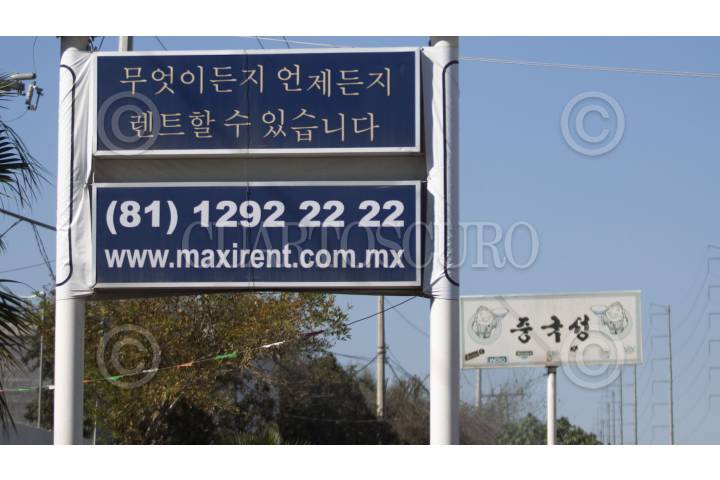 무엇이든지 언제든지
렌트할 수 있습니다
(81) 1292 22 22
www.maxirent.com.mx
CUARTOSCURO
중국성